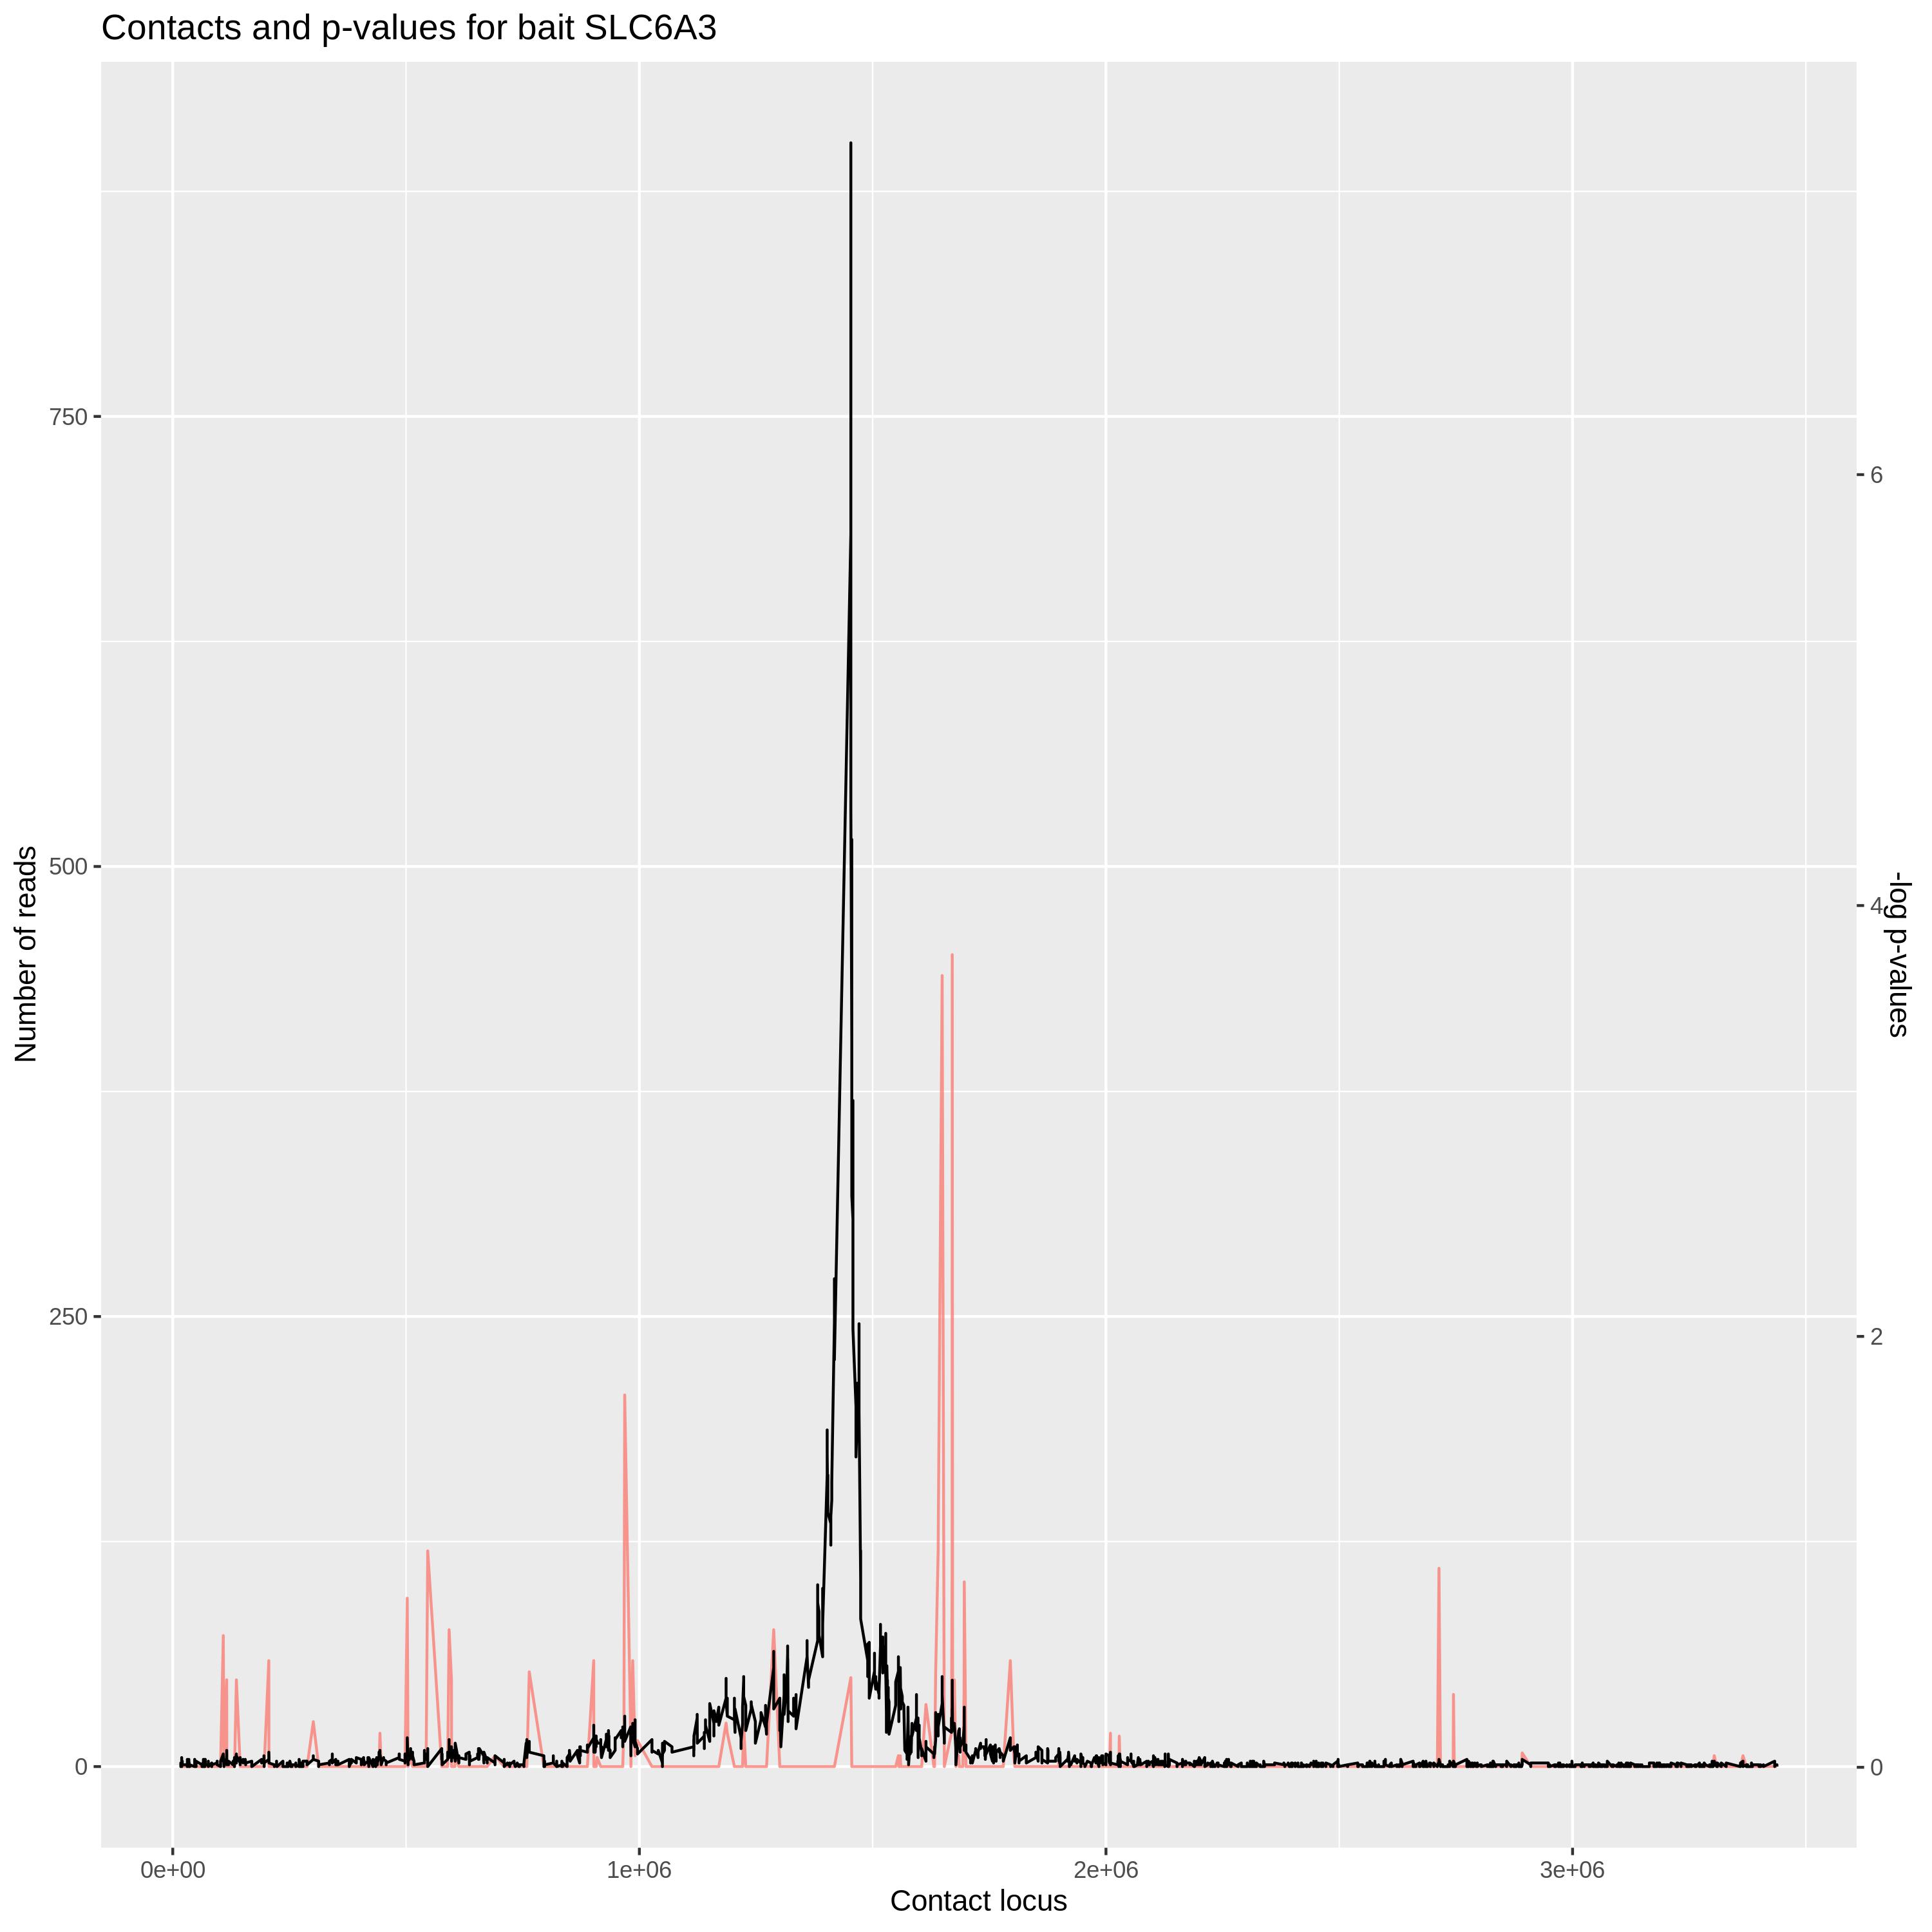 Contacts and p-values for bait SLC6A3
Number of reads
750
500
250
0
6
4
2
0
-log p-values
0e+00
1e+06
2e+06
3e+06
Contact locus